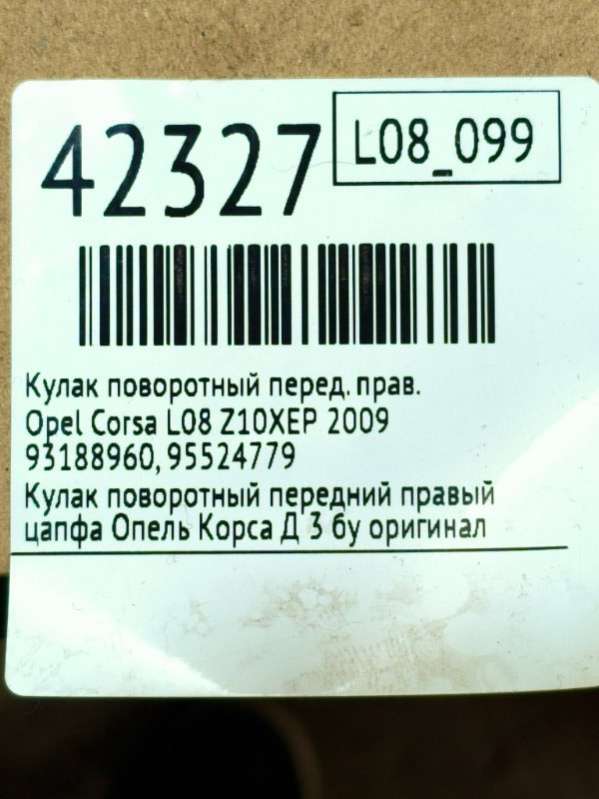 42327
L08_099
Кулак поворотный перед. прав.
Opel Corsa L08 Z10XEP 2009
93188960, 95524779
Кулак поворотный передний правый
цапфа Опель Корса Д 3 бу оригинал